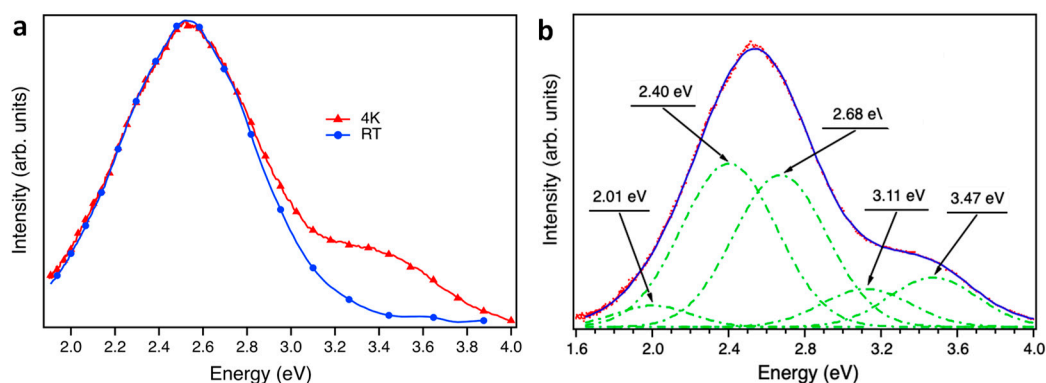 a
Intensity (arb. units)
4K
RT
2.0 2.2 2.4 2.6 2.8 3.0 3.2 3.4 3.6 3.8 4.0
Energy (eV)
b
Intensity (arb. units)
2.40 eV
2.68 e\
2.01 eV
3.11 eV
3.47 eV
1.6 2.0 2.4 2.8 3.2 3.6 4.0
Energy (eV)